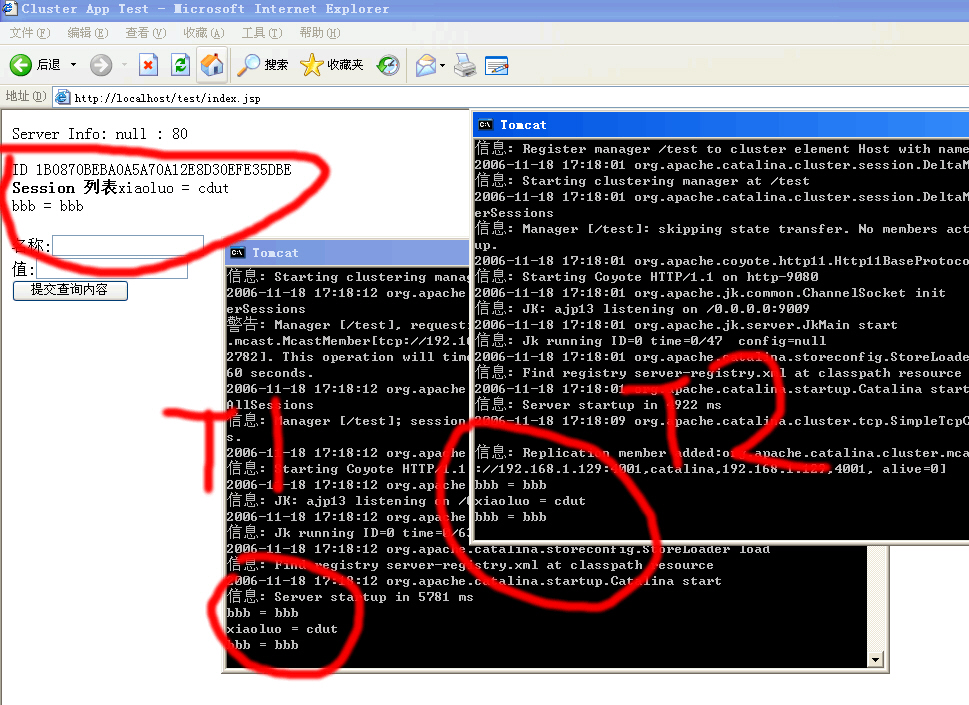 Cluster App Test - Microsoft Internet Explorer
文件(F) 编辑(E) 查看(V) 收藏(A) 工具(T) 帮助(H)
后退 搜索 收藏夹
地址(D) http://localhost/test/index.jsp
Server Info: null : 80
ID 1B0870BEBA0A5A70A12E8D30EFE35DBE
Session 列表xiaoluo = cdut
bbb = bbb
名称:
值:
提交查询内容
Tomcat
信息: Starting clustering mana
2006-11-18 17:18:12 org.apache
erSessions
警告: Manager [/test], request:
.mcast.McastMember[tcp://192.16
2782]. This operation will time
60 seconds.
2006-11-18 17:18:12 org.apache
AllSessions
信息: Manager [/test]; session
s.
2006-11-18 17:18:12 org.apache
信息: Starting Coyote HTTP/1.1
2006-11-18 17:18:12 org.apache
信息: JK: ajp13 listening on /0
2006-11-18 17:18:12 org.apache
信息: Jk running ID=0 time=0/63
2006-11-18 17:18:12 org.apache.catalina.storeconfig.StoreLoader load
信息: Find registry server-registry.xml at classpath resource
2006-11-18 17:18:12 org.apache.catalina.startup.Catalina start
信息: Server startup in 5781 ms
bbb = bbb
xiaoluo = cdut
bbb = bbb
T1
Tomcat
信息: Register manager /test to cluster element Host with name
2006-11-18 17:18:01 org.apache.catalina.cluster.session.DeltaM
信息: Starting clustering manager at /test
2006-11-18 17:18:01 org.apache.catalina.cluster.session.DeltaM
erSessions
信息: Manager [/test]: skipping state transfer. No members act
up.
2006-11-18 17:18:01 org.apache.coyote.http11.Http11BaseProtoco
信息: Starting Coyote HTTP/1.1 on http-9080
2006-11-18 17:18:01 org.apache.jk.common.ChannelSocket init
信息: JK: ajp13 listening on /0.0.0.0:9009
2006-11-18 17:18:01 org.apache.jk.server.JkMain start
信息: Jk running ID=0 time=0/47 config=null
2006-11-18 17:18:01 org.apache.catalina.storeconfig.StoreLoade
信息: Find registry server-registry.xml at classpath resource
2006-11-18 17:18:01 org.apache.catalina.startup.Catalina start
信息: Server startup in 922 ms
2006-11-18 17:18:09 org.apache.catalina.cluster.tcp.SimpleTcpC
信息: Replication member added:org.apache.catalina.cluster.mca
://192.168.1.129:4001,catalina,192.168.1.129,4001, alive=0]
bbb = bbb
xiaoluo = cdut
bbb = bbb
T2